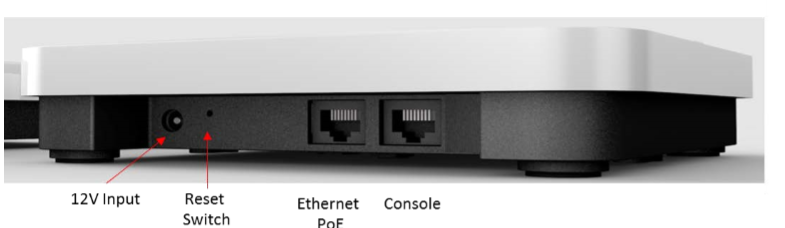 12V Input
Reset
Switch
Ethernet
PoE
Console